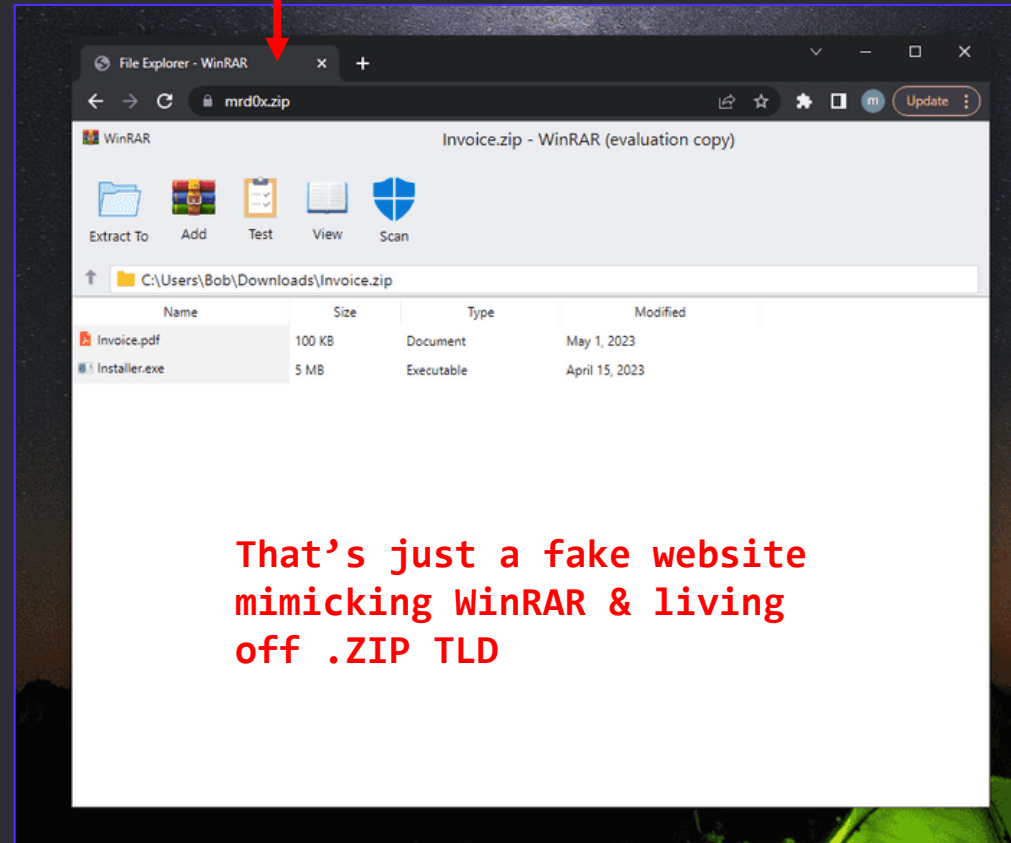 File Explorer - WinRAR
mrd0x.zip
m
Update
WinRAR
Invoice.zip - WinRAR (evaluation copy)
Extract To Add Test View Scan
C:\Users\Bob\Downloads\Invoice.zip
Name Size Type Modified
Invoice.pdf 100 KB Document May 1, 2023
Installer.exe 5 MB Executable April 15, 2023
That’s just a fake website
mimicking WinRAR & living
off .ZIP TLD